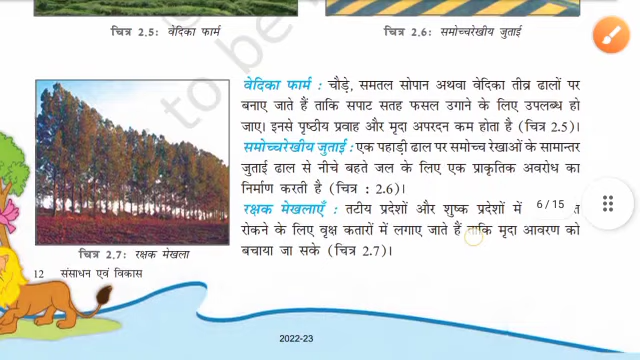 चित्र 2.5: वेदिका फार्म
चित्र 2.6: समोच्चरेखीय जुताई
to be
वेदिका फार्म : चौड़े, समतल सोपान अथवा वेदिका तीव्र ढालों पर
बनाए जाते हैं ताकि सपाट सतह फसल उगाने के लिए उपलब्ध हो
जाए। इनसे पृष्ठीय प्रवाह और मृदा अपरदन कम होता है (चित्र 2.5)।
समोच्चरेखीय जुताई : एक पहाड़ी ढाल पर समोच्च रेखाओं के सामान्तर
जुताई ढाल से नीचे बहते जल के लिए एक प्राकृतिक अवरोध का
निर्माण करती है (चित्र : 2.6)।
रक्षक मेखलाएँ : तटीय प्रदेशों और शुष्क प्रदेशों में
6 / 15
रोकने के लिए वृक्ष कतारों में लगाए जाते हैं ताकि मृदा आवरण को
बचाया जा सके (चित्र 2.7)।
चित्र 2.7: रक्षक मेखला
12 संसाधन एवं विकास
2022-23